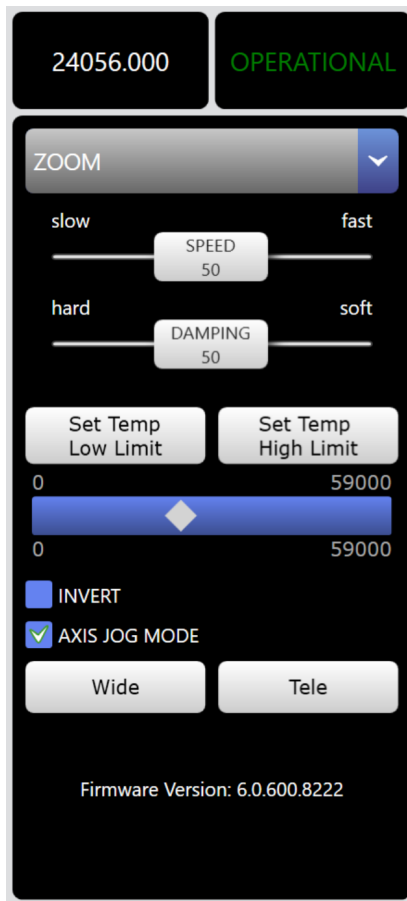 24056.000
OPERATIONAL
ZOOM
slow
fast
SPEED
50
hard
soft
DAMPING
50
Set Temp
Low Limit
Set Temp
High Limit
0
59000
0
59000
INVERT
AXIS JOG MODE
Wide
Tele
Firmware Version: 6.0.600.8222